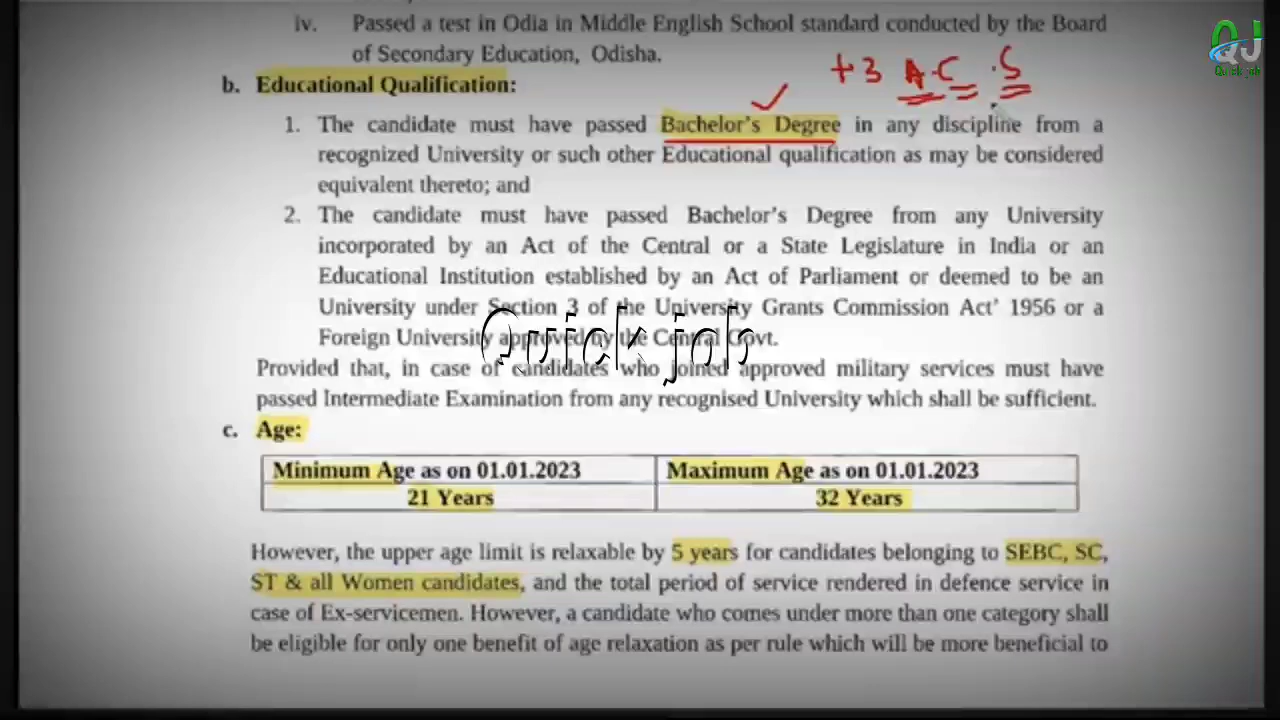 iv. Passed a test in Odia in Middle English School standard conducted by the Board
of Secondary Education, Odisha.
QJ
Quick job
+3 A.C.S
b. Educational Qualification:
1. The candidate must have passed Bachelor's Degree in any discipline from a
recognized University or such other Educational qualification as may be considered
equivalent thereto; and
2. The candidate must have passed Bachelor's Degree from any University
incorporated by an Act of the Central or a State Legislature in India or an
Educational Institution established by an Act of Parliament or deemed to be an
University under Section 3 of the University Grants Commission Act' 1956 or a
Foreign University approved by the Central Govt.
Quick job
Provided that, in case of candidates who joined approved military services must have
passed Intermediate Examination from any recognised University which shall be sufficient.
c. Age:
Minimum Age as on 01.01.2023 Maximum Age as on 01.01.2023
21 Years 32 Years
However, the upper age limit is relaxable by 5 years for candidates belonging to SEBC, SC,
ST & all Women candidates, and the total period of service rendered in defence service in
case of Ex-servicemen. However, a candidate who comes under more than one category shall
be eligible for only one benefit of age relaxation as per rule which will be more beneficial to